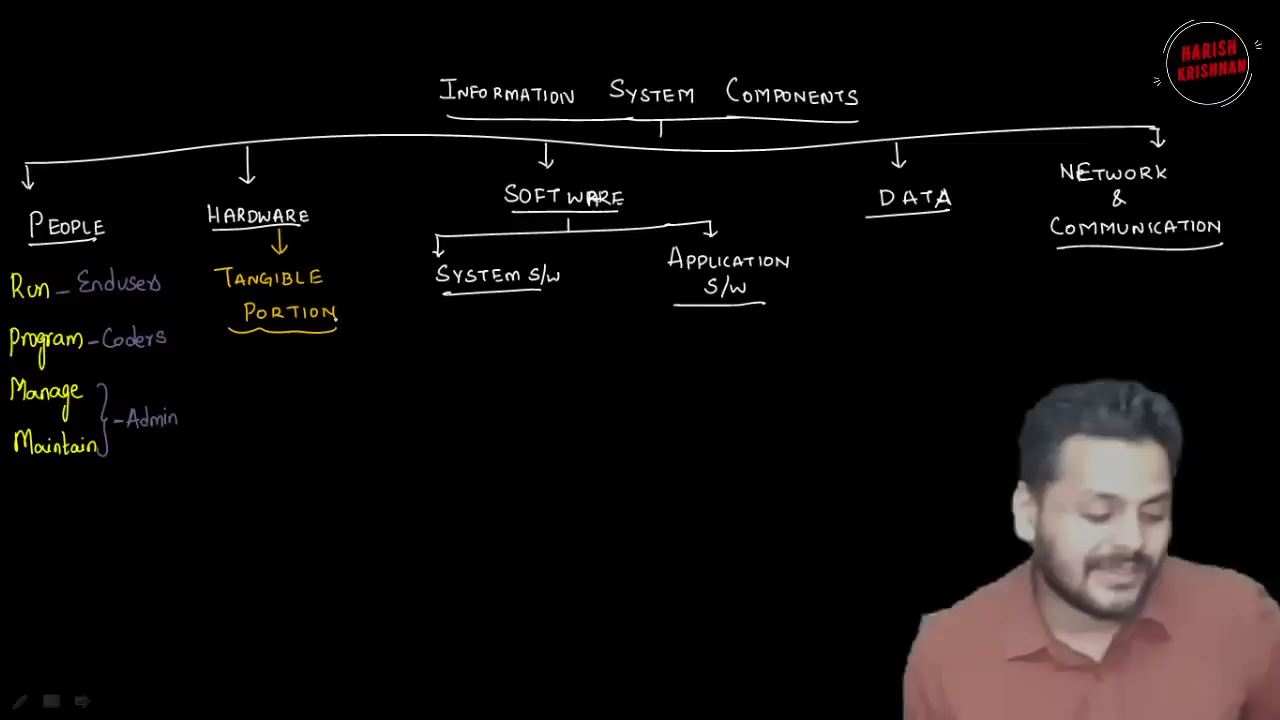 HARISH
KRISHNAN
INFORMATION SYSTEM COMPONENTS
PEOPLE
HARDWARE
SOFTWARE
DATA
NETWORK
&
COMMUNICATION
Run - Endusers
Program - Coders
Manage
Maintain
- Admin
TANGIBLE
PORTION
SYSTEM S/W
APPLICATION
S/W